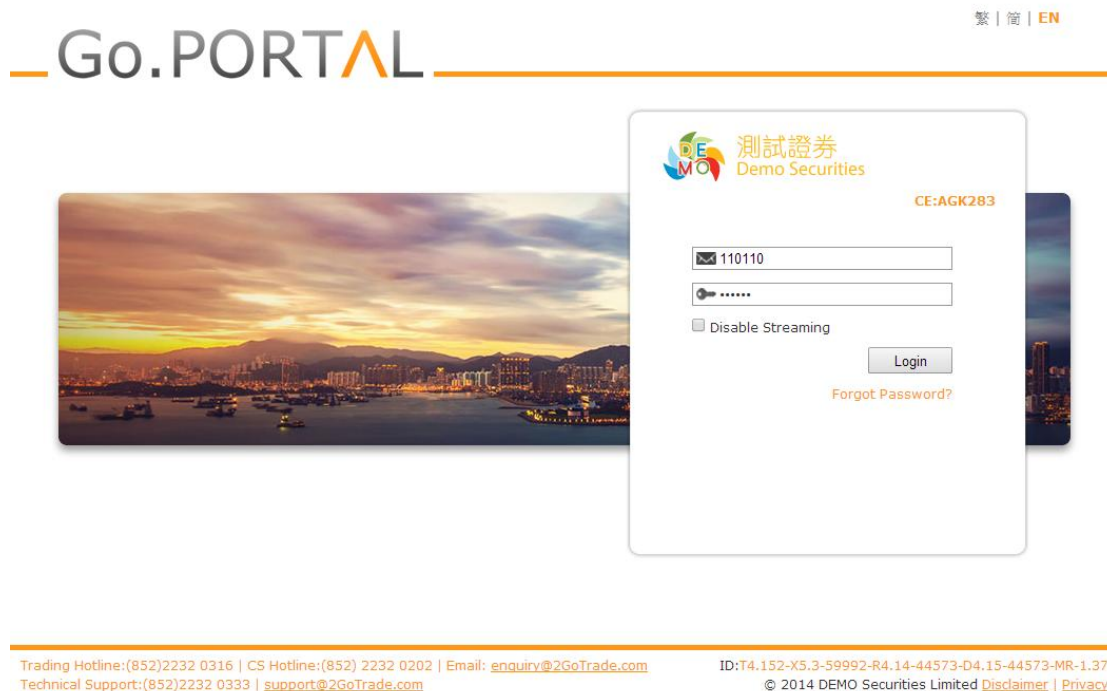 繁 | 简 | EN
Go.PORTAL
DEMO
測試證券
Demo Securities
CE:AGK283
110110
••••••
Disable Streaming
Login
Forgot Password?
Trading Hotline:(852)2232 0316 | CS Hotline:(852) 2232 0202 | Email: enquiry@2GoTrade.com
ID:T4.152-X5.3-59992-R4.14-44573-D4.15-44573-MR-1.37
Technical Support:(852)2232 0333 | support@2GoTrade.com
© 2014 DEMO Securities Limited Disclaimer | Privacy